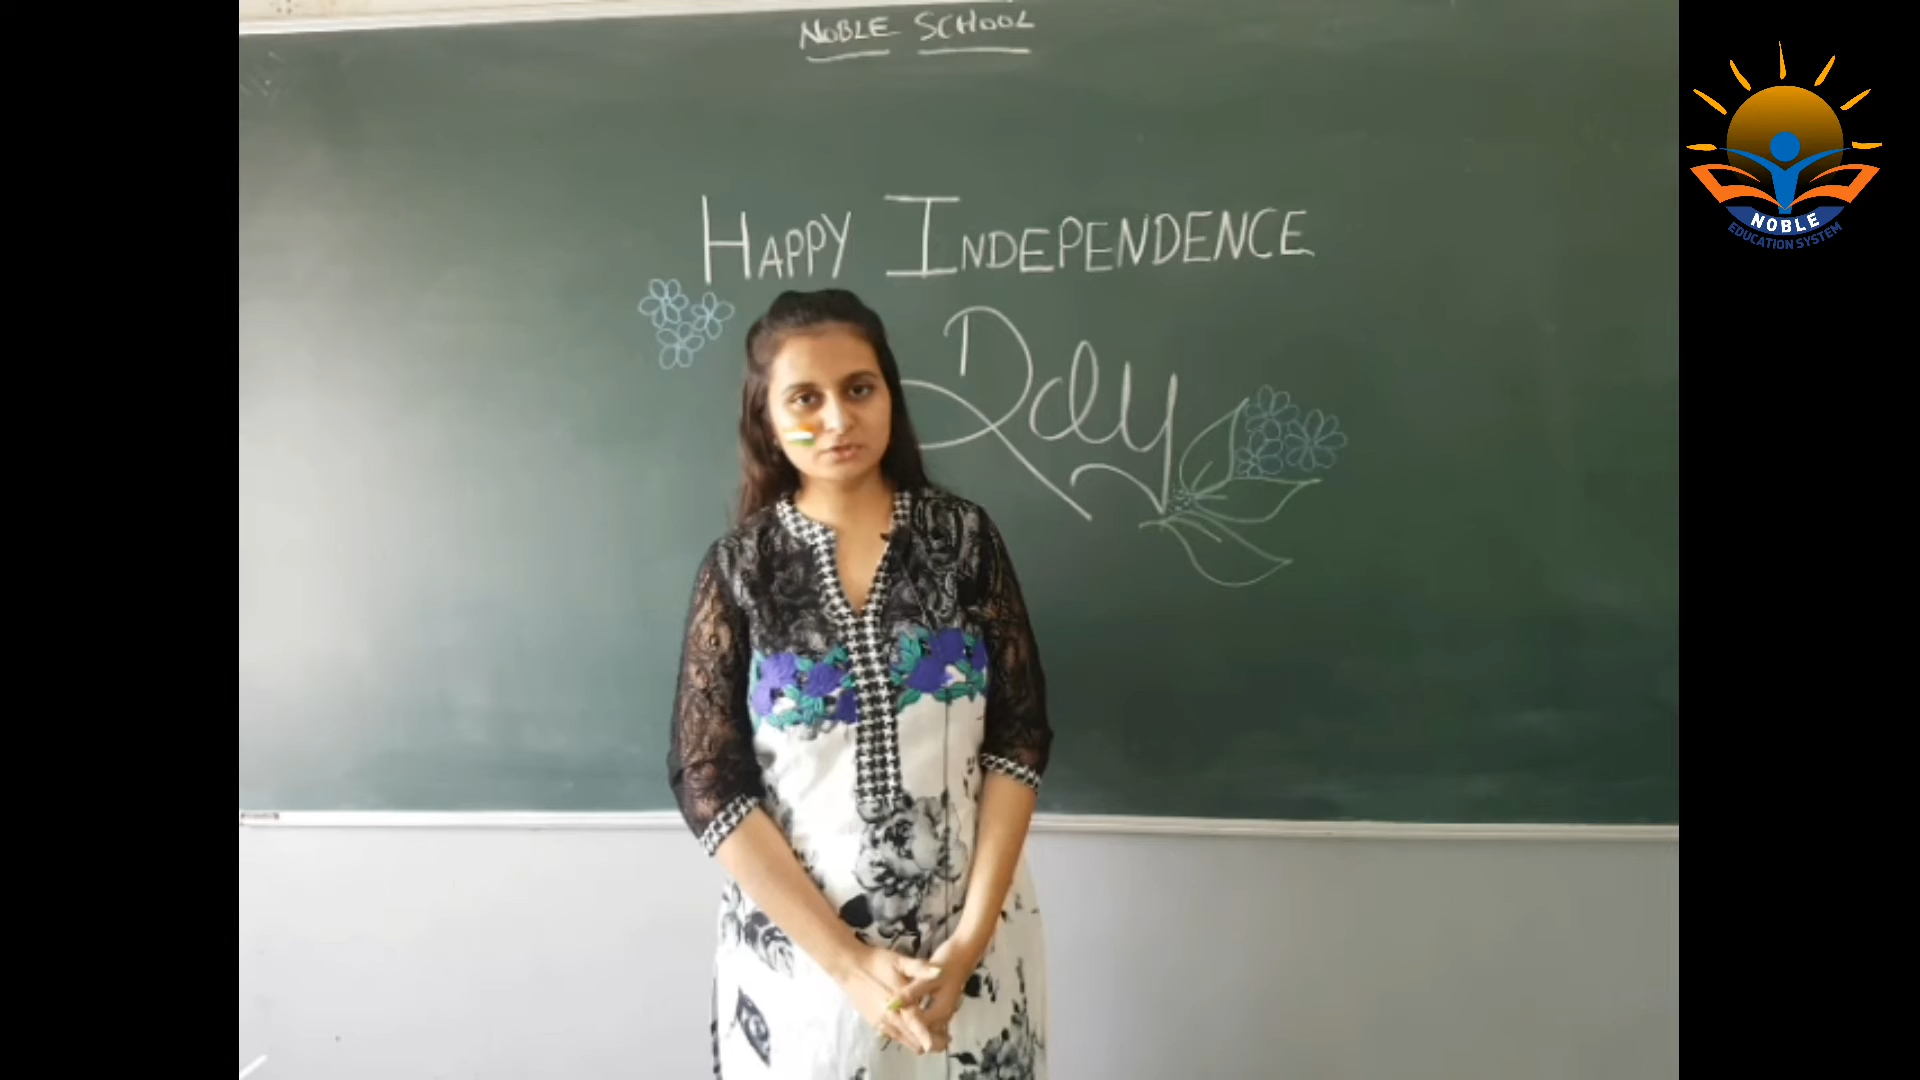 NOBLE SCHOOL
HAPPY INDEPENDENCE
Day
NOBLE
EDUCATION SYSTEM